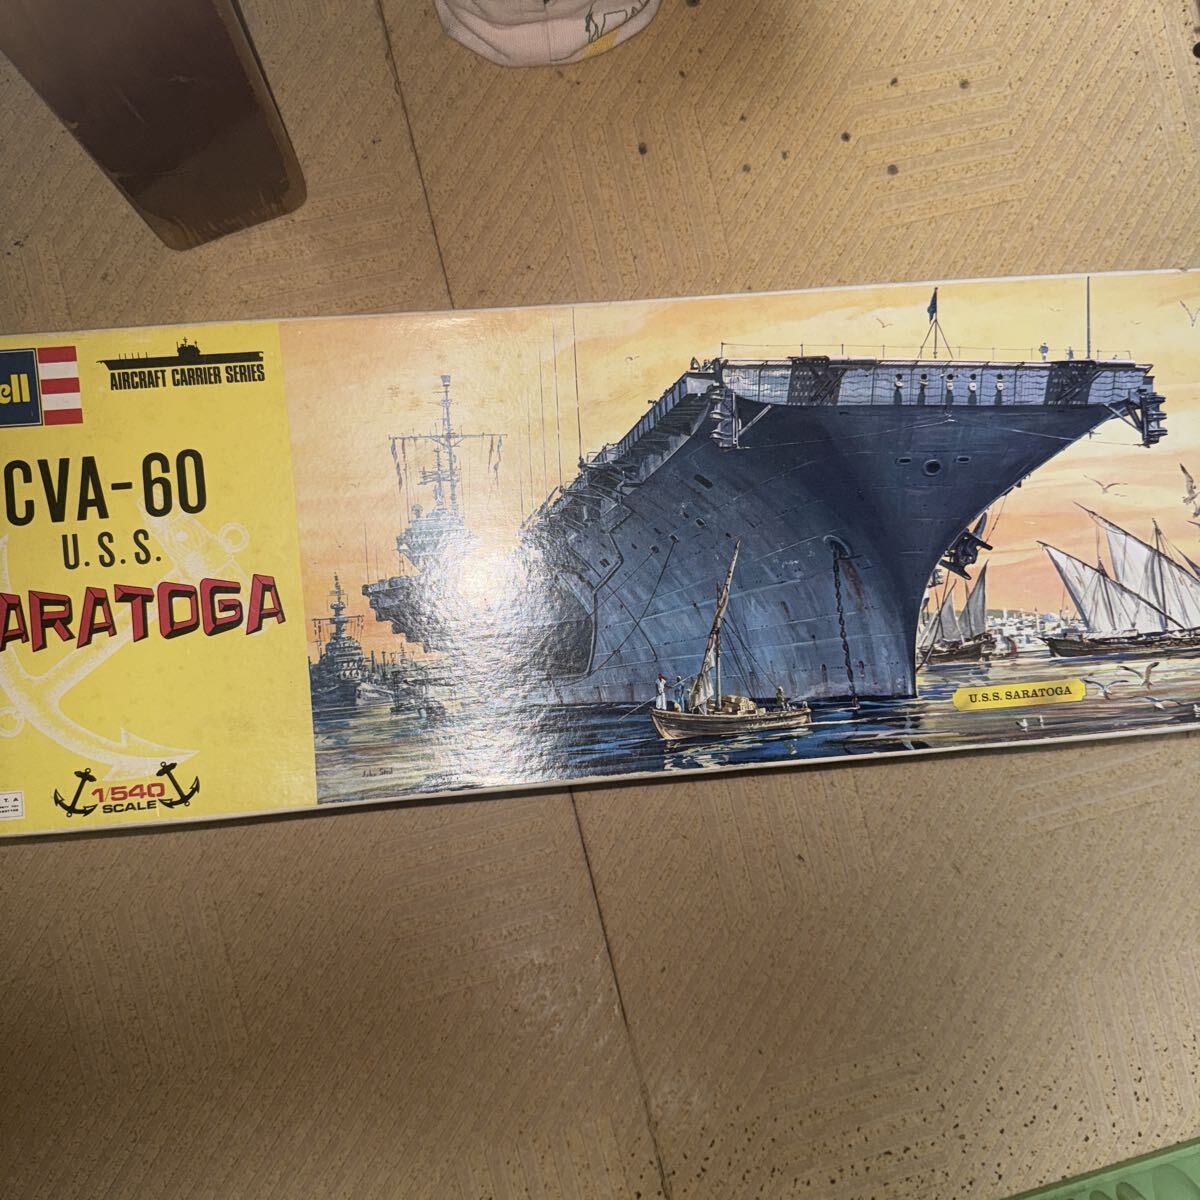 ell
AIRCRAFT CARRIER SERIES
CVA-60
U.S.S.
ARATOGA
1/540
SCALE
T. A
U.S.S. SARATOGA